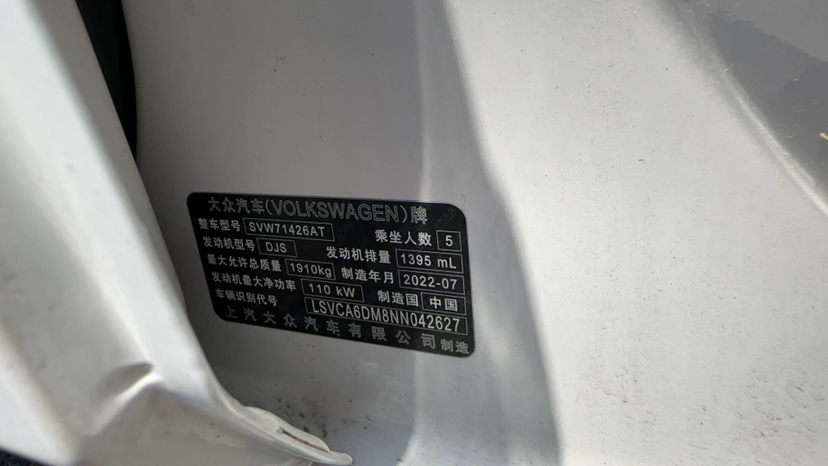 大众汽车(VOLKSWAGEN)牌
整车型号 SVW71426AT 乘坐人数 5
发动机型号 DJS 发动机排量 1395 mL
最大允许总质量 1910kg 制造年月 2022-07
发动机最大净功率 110 kW 制造国 中国
车辆识别代号 LSVCA6DM8NN042627
上汽大众汽车有限公司制造